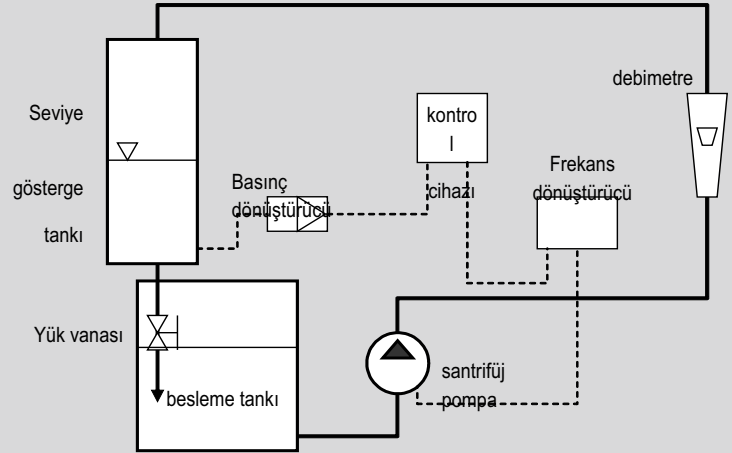 debimetre
Seviye
gösterge
tankı
kontro
l
cihazı
Basınç
dönüştürücü
Frekans
dönüştürücü
Yük vanası
besleme tankı
santrifüj
pompa